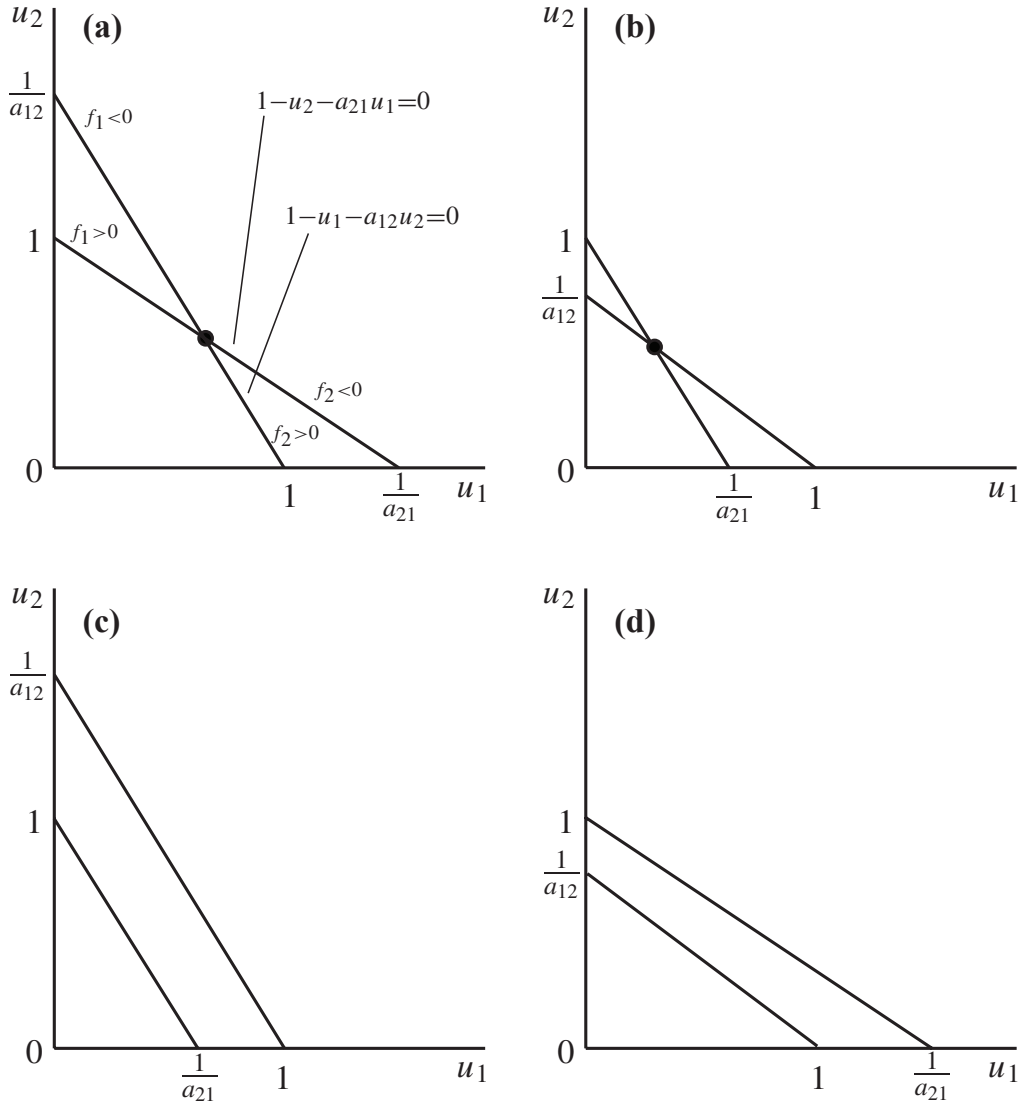 u₂
(a)
1/a₁₂
f₁<0
1−u₂−a₂₁u₁=0
1−u₁−a₁₂u₂=0
1
f₁>0
f₂<0
f₂>0
0
1
1/a₂₁
u₁
u₂
(b)
1
1/a₁₂
0
1/a₂₁
1
u₁
u₂
(c)
1/a₁₂
1
0
1/a₂₁
1
u₁
u₂
(d)
1
1/a₁₂
0
1
1/a₂₁
u₁